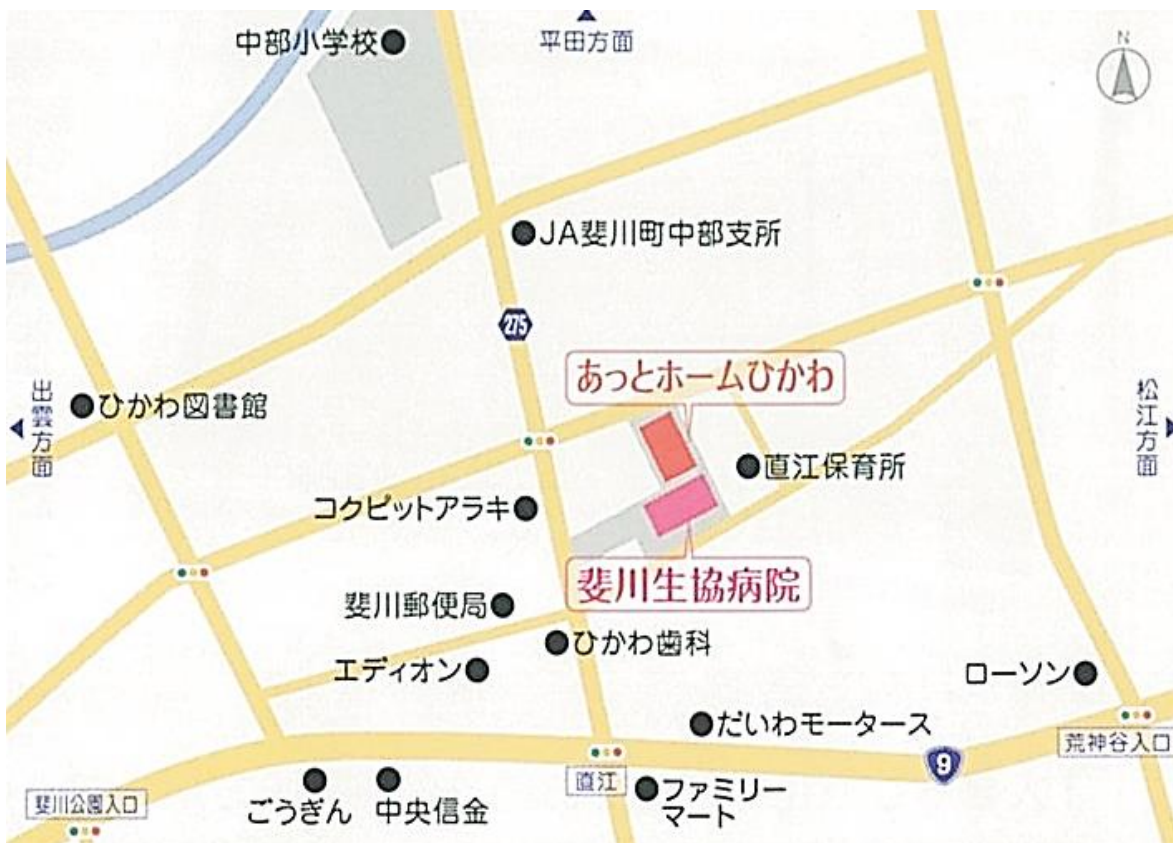 中部小学校
平田方面
N
JA斐川町中部支所
275
あっとホームひかわ
出雲方面
ひかわ図書館
松江方面
直江保育所
コクピットアラキ
斐川生協病院
斐川郵便局
ひかわ歯科
エディオン
ローソン
だいわモータース
荒神谷入口
9
直江
ファミリー
マート
斐川公園入口
ごうぎん
中央信金